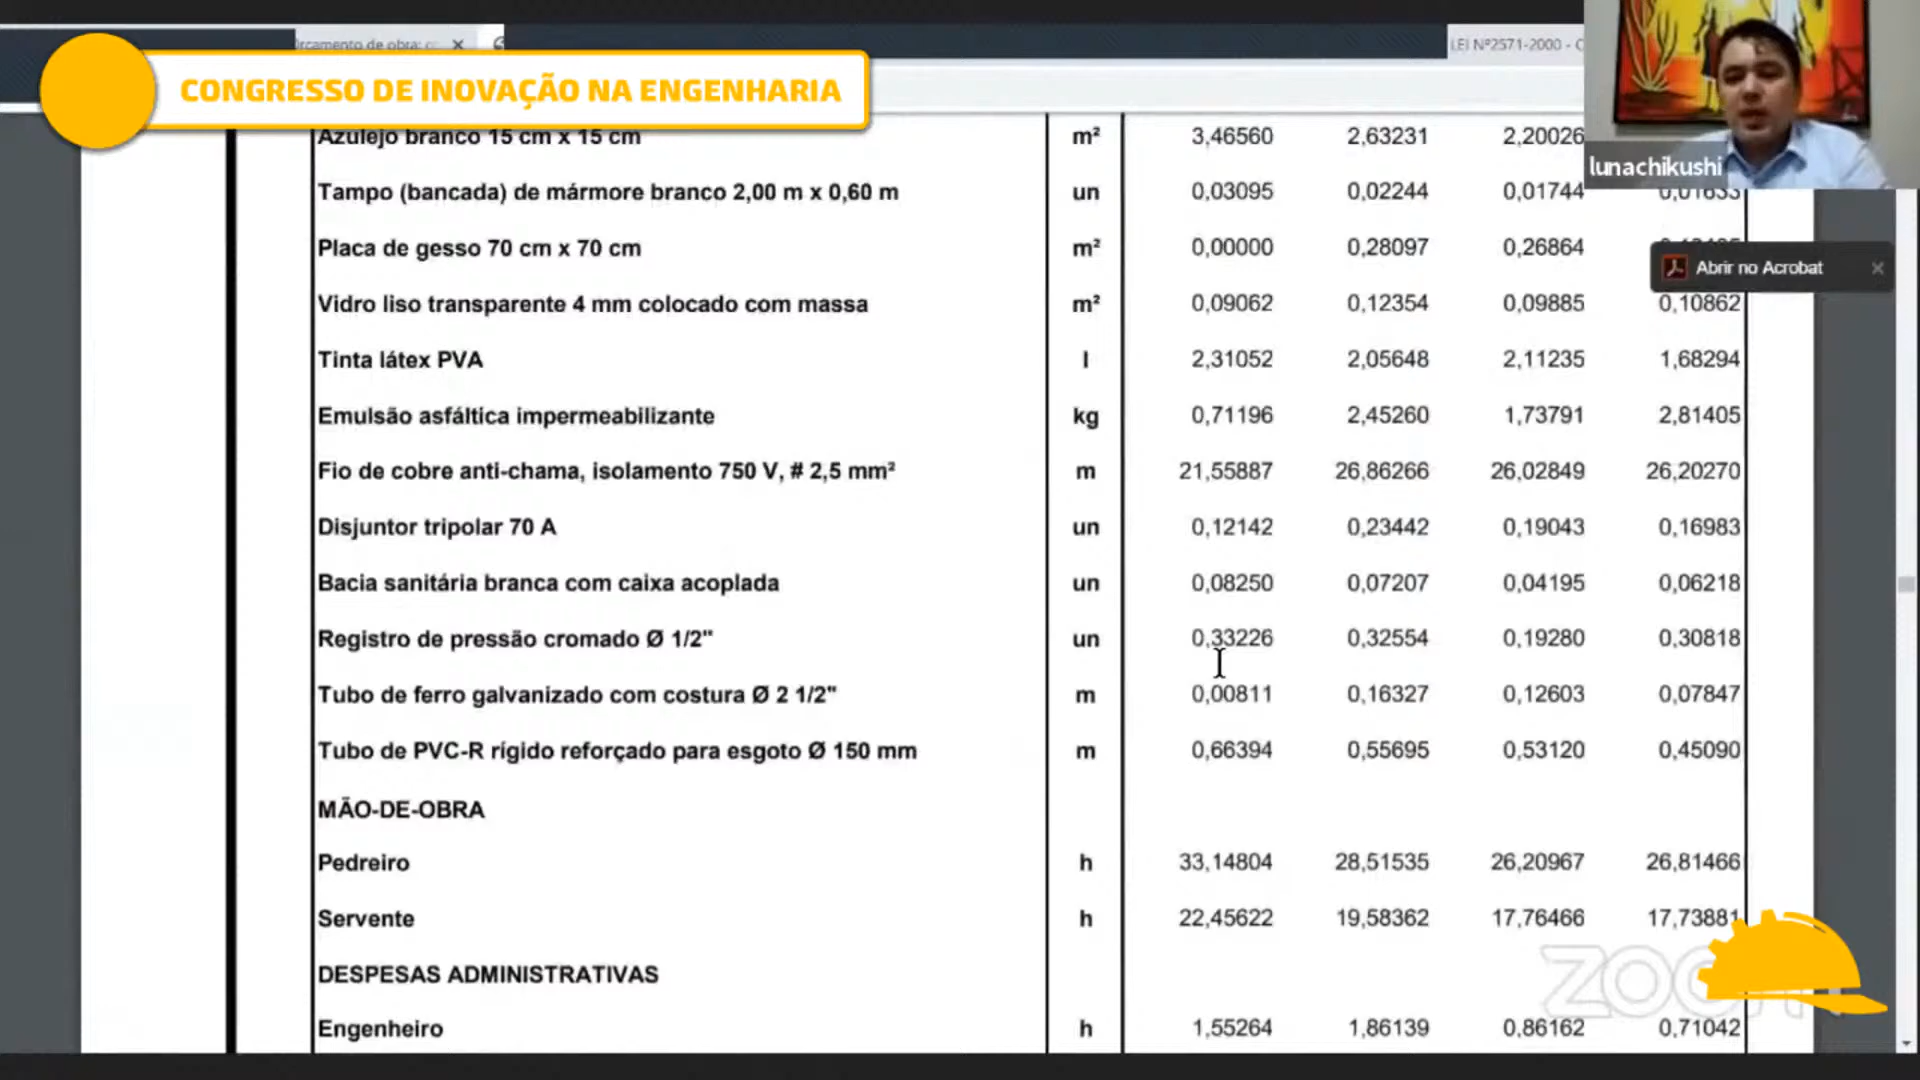 Orçamento de obra: c
LEI Nº2571-2000 - C
CONGRESSO DE INOVAÇÃO NA ENGENHARIA
lunachikushi
Abrir no Acrobat
Azulejo branco 15 cm x 15 cm m² 3,46560 2,63231 2,20026
Tampo (bancada) de mármore branco 2,00 m x 0,60 m un 0,03095 0,02244 0,01744 0,01633
Placa de gesso 70 cm x 70 cm m² 0,00000 0,28097 0,26864
Vidro liso transparente 4 mm colocado com massa m² 0,09062 0,12354 0,09885 0,10862
Tinta látex PVA l 2,31052 2,05648 2,11235 1,68294
Emulsão asfáltica impermeabilizante kg 0,71196 2,45260 1,73791 2,81405
Fio de cobre anti-chama, isolamento 750 V, # 2,5 mm² m 21,55887 26,86266 26,02849 26,20270
Disjuntor tripolar 70 A un 0,12142 0,23442 0,19043 0,16983
Bacia sanitária branca com caixa acoplada un 0,08250 0,07207 0,04195 0,06218
Registro de pressão cromado Ø 1/2" un 0,33226 0,32554 0,19280 0,30818
Tubo de ferro galvanizado com costura Ø 2 1/2" m 0,00811 0,16327 0,12603 0,07847
Tubo de PVC-R rígido reforçado para esgoto Ø 150 mm m 0,66394 0,55695 0,53120 0,45090
MÃO-DE-OBRA
Pedreiro h 33,14804 28,51535 26,20967 26,81466
Servente h 22,45622 19,58362 17,76466 17,73881
DESPESAS ADMINISTRATIVAS
Engenheiro h 1,55264 1,86139 0,86162 0,71042